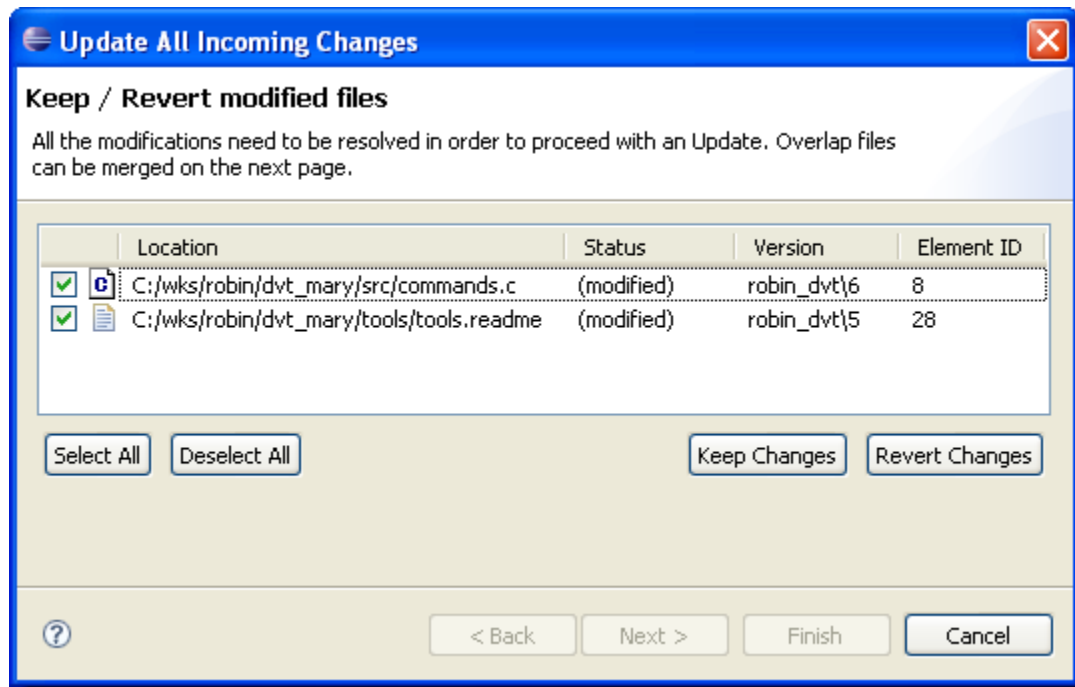 Update All Incoming Changes
Keep / Revert modified files
All the modifications need to be resolved in order to proceed with an Update. Overlap files
can be merged on the next page.
Location Status Version Element ID
C:/wks/robin/dvt_mary/src/commands.c (modified) robin_dvt\6 8
C:/wks/robin/dvt_mary/tools/tools.readme (modified) robin_dvt\5 28
Select All Deselect All Keep Changes Revert Changes
< Back Next > Finish Cancel